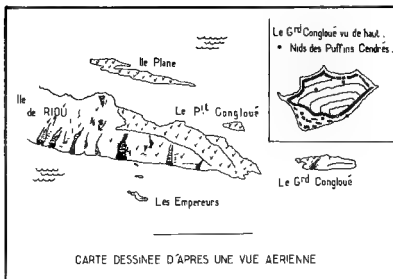 Ile Plane
Le Grd Congloué vu de haut.
• Nids des Puffins Cendrés.
Ile
de RIOU
Le Ptit Congloué
Le Grd Congloué
Les Empereurs
CARTE DESSINEE D'APRES UNE VUE AERIENNE